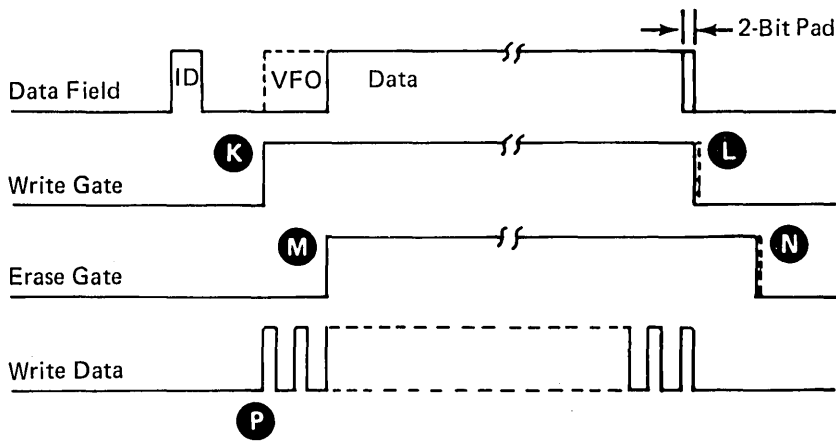 2-Bit Pad
ID VFO Data
Data Field
K L
Write Gate
M N
Erase Gate
Write Data
P